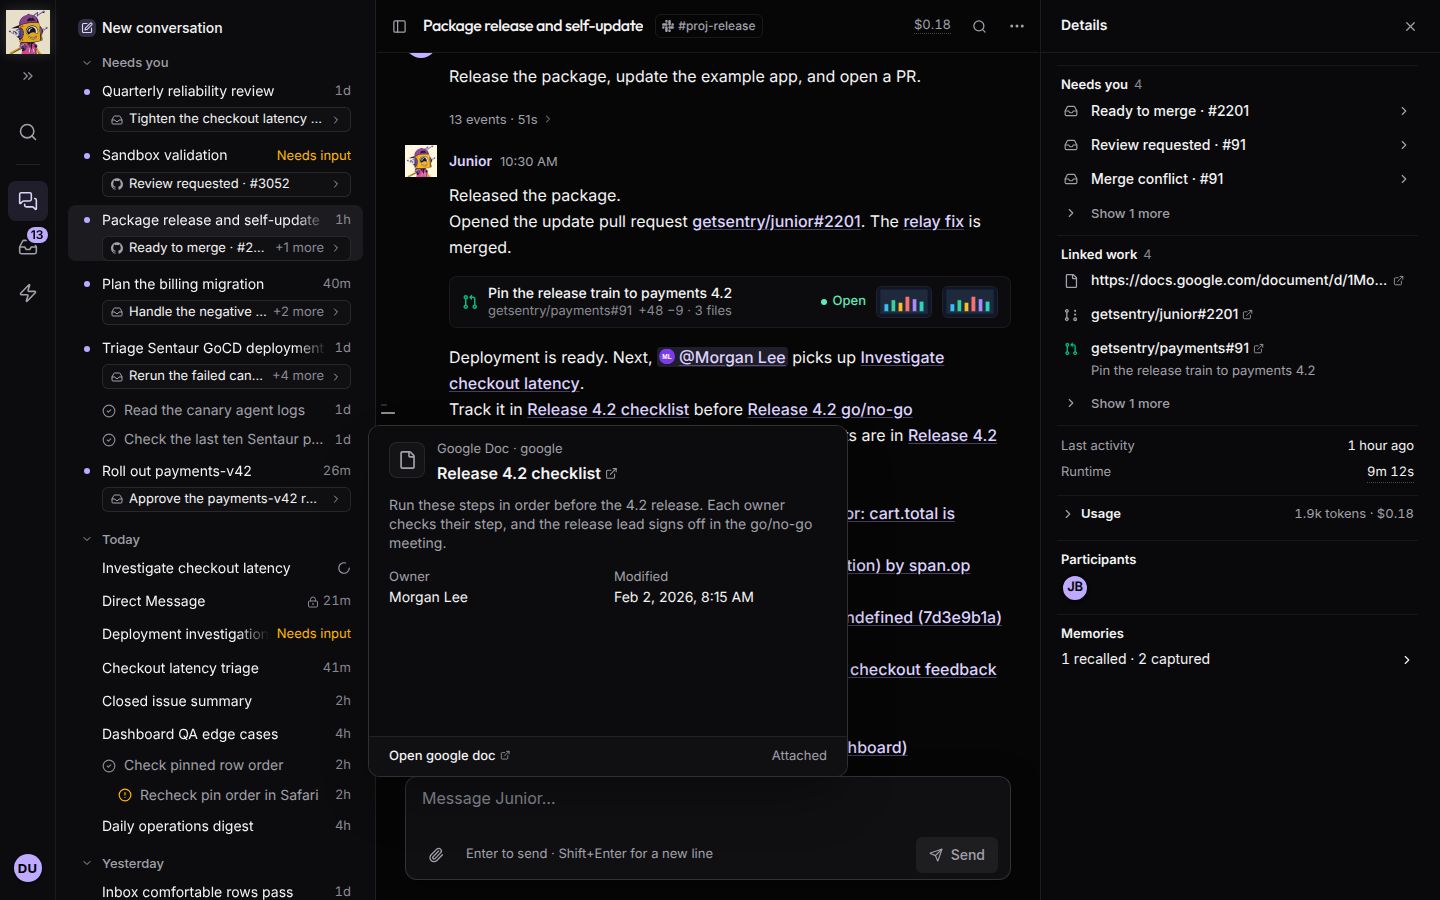 New conversation
Needs you
Quarterly reliability review 1d
Tighten the checkout latency ...
Sandbox validation Needs input
Review requested · #3052
Package release and self-update 1h
Ready to merge · #2... +1 more
13
Plan the billing migration 40m
Handle the negative ... +2 more
Triage Sentaur GoCD deployment 1d
Rerun the failed can... +4 more
Read the canary agent logs 1d
Check the last ten Sentaur p... 1d
Roll out payments-v42 26m
Approve the payments-v42 r...
Today
Investigate checkout latency
Direct Message 21m
Deployment investigation Needs input
Checkout latency triage 41m
Closed issue summary 2h
Dashboard QA edge cases 4h
Check pinned row order 2h
Recheck pin order in Safari 2h
Daily operations digest 4h
Yesterday
Inbox comfortable rows pass 1d
DU
Package release and self-update #proj-release $0.18
Release the package, update the example app, and open a PR.
13 events · 51s
Junior 10:30 AM
Released the package.
Opened the update pull request getsentry/junior#2201. The relay fix is
merged.
Pin the release train to payments 4.2
getsentry/payments#91 +48 −9 · 3 files
Open
Deployment is ready. Next, ML @Morgan Lee picks up Investigate
checkout latency.
Track it in Release 4.2 checklist before Release 4.2 go/no-go
s are in Release 4.2
or: cart.total is
tion) by span.op
ndefined (7d3e9b1a)
checkout feedback
hboard)
Google Doc · google
Release 4.2 checklist
Run these steps in order before the 4.2 release. Each owner
checks their step, and the release lead signs off in the go/no-go
meeting.
Owner Modified
Morgan Lee Feb 2, 2026, 8:15 AM
Open google doc Attached
Message Junior...
Enter to send · Shift+Enter for a new line
Send
Details
Needs you 4
Ready to merge · #2201
Review requested · #91
Merge conflict · #91
Show 1 more
Linked work 4
https://docs.google.com/document/d/1Mo...
getsentry/junior#2201
getsentry/payments#91
Pin the release train to payments 4.2
Show 1 more
Last activity 1 hour ago
Runtime 9m 12s
Usage 1.9k tokens · $0.18
Participants
JB
Memories
1 recalled · 2 captured